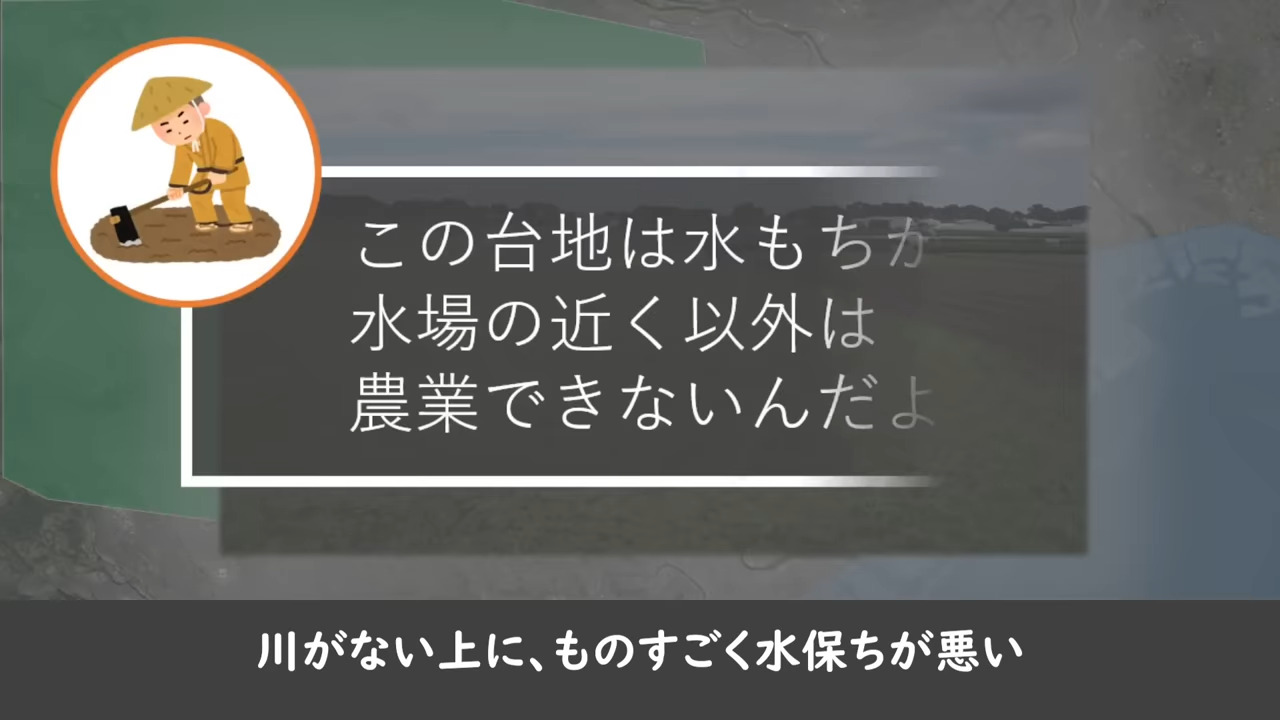 この台地は水もちが
水場の近く以外は
農業できないんだよ
川がない上に、ものすごく水保ちが悪い